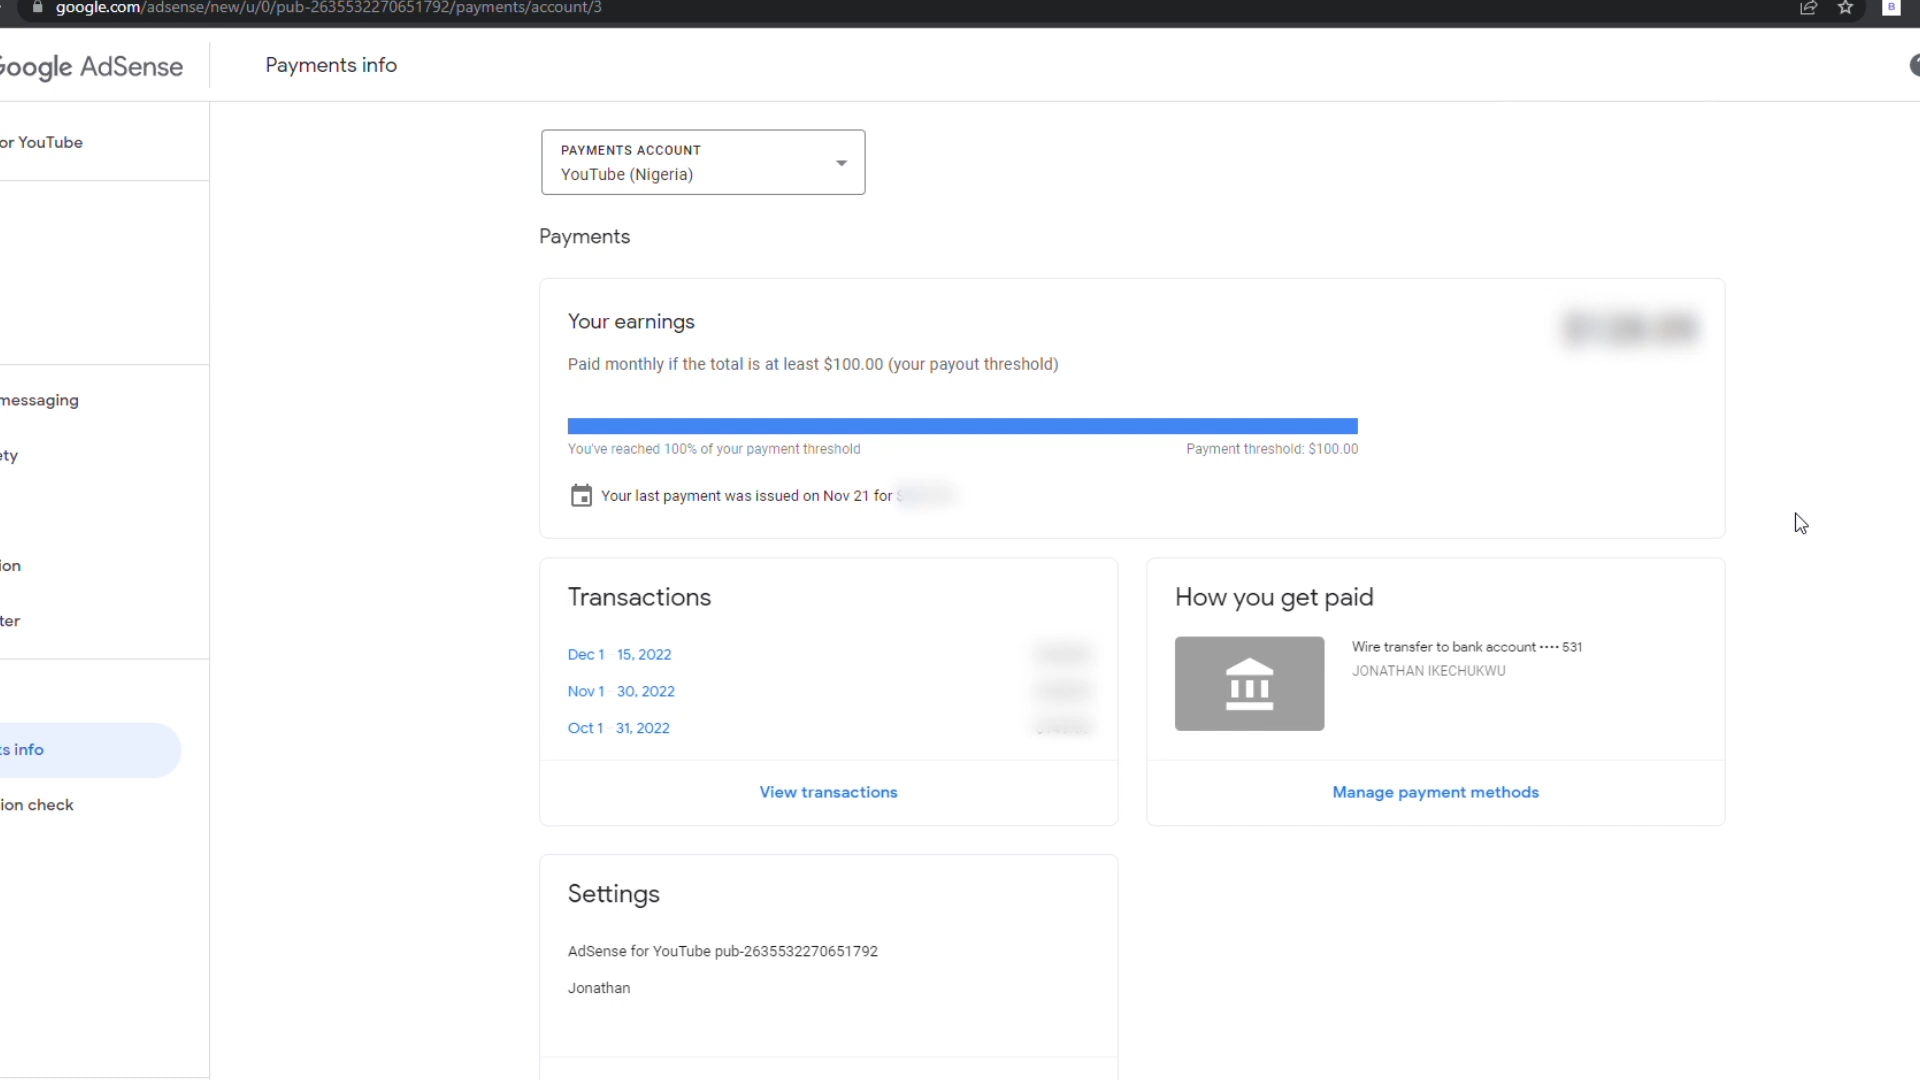 google.com/adsense/new/u/0/pub-2635532270651792/payments/account/3
Google AdSense
Payments info
or YouTube
messaging
ety
ion
ter
ts info
ion check
PAYMENTS ACCOUNT
YouTube (Nigeria)
Payments
Your earnings
Paid monthly if the total is at least $100.00 (your payout threshold)
You've reached 100% of your payment threshold
Payment threshold: $100.00
Your last payment was issued on Nov 21 for
Transactions
Dec 1 – 15, 2022
Nov 1 – 30, 2022
Oct 1 – 31, 2022
View transactions
How you get paid
Wire transfer to bank account •••• 531
JONATHAN IKECHUKWU
Manage payment methods
Settings
AdSense for YouTube pub-2635532270651792
Jonathan